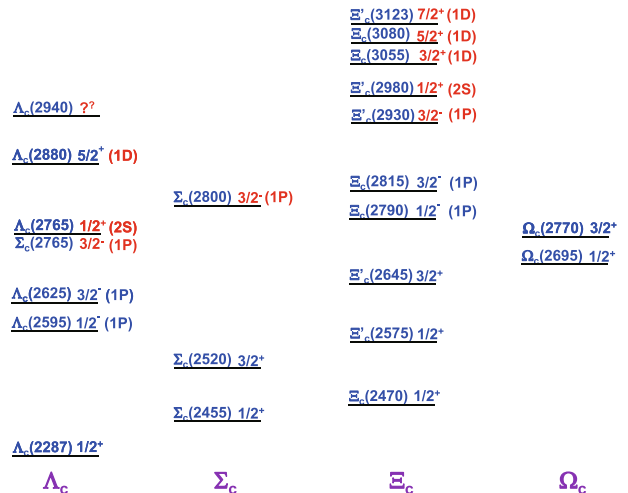 Ξ'c(3123) 7/2⁺ (1D)
Ξc(3080) 5/2⁺ (1D)
Ξc(3055) 3/2⁺ (1D)
Ξ'c(2980) 1/2⁺ (2S)
Λc(2940) ?^?
Ξ'c(2930) 3/2⁻ (1P)
Λc(2880) 5/2⁺ (1D)
Ξc(2815) 3/2⁻ (1P)
Σc(2800) 3/2⁻ (1P)
Ξc(2790) 1/2⁻ (1P)
Λc(2765) 1/2⁺ (2S)
Ωc(2770) 3/2⁺
Σc(2765) 3/2⁻ (1P)
Ωc(2695) 1/2⁺
Ξ'c(2645) 3/2⁺
Λc(2625) 3/2⁻ (1P)
Λc(2595) 1/2⁻ (1P)
Ξ'c(2575) 1/2⁺
Σc(2520) 3/2⁺
Ξc(2470) 1/2⁺
Σc(2455) 1/2⁺
Λc(2287) 1/2⁺
Λc Σc Ξc Ωc